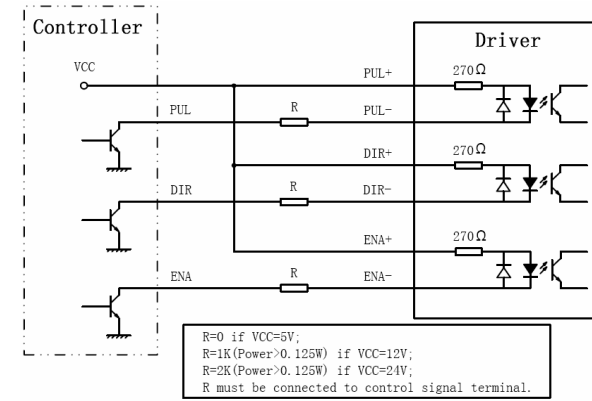 Controller
Driver
VCC
PUL+
270Ω
PUL
R
PUL-
DIR+
270Ω
DIR
R
DIR-
ENA+
270Ω
ENA
R
ENA-
R=0 if VCC=5V;
R=1K(Power>0.125W) if VCC=12V;
R=2K(Power>0.125W) if VCC=24V;
R must be connected to control signal terminal.